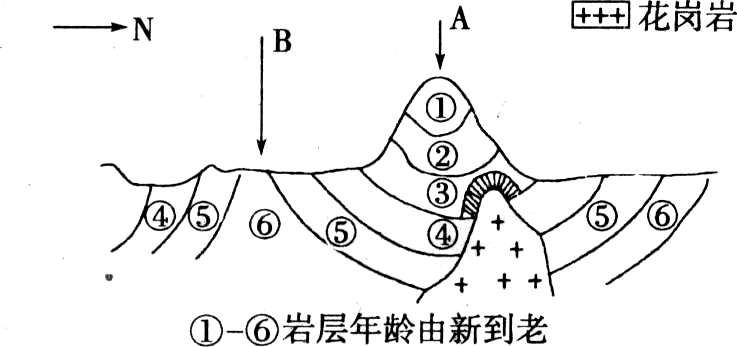 N
B
A
+++ 花岗岩
①
②
③
④ ⑤ ⑥ ⑤ ④ ⑤ ⑥
①-⑥岩层年龄由新到老